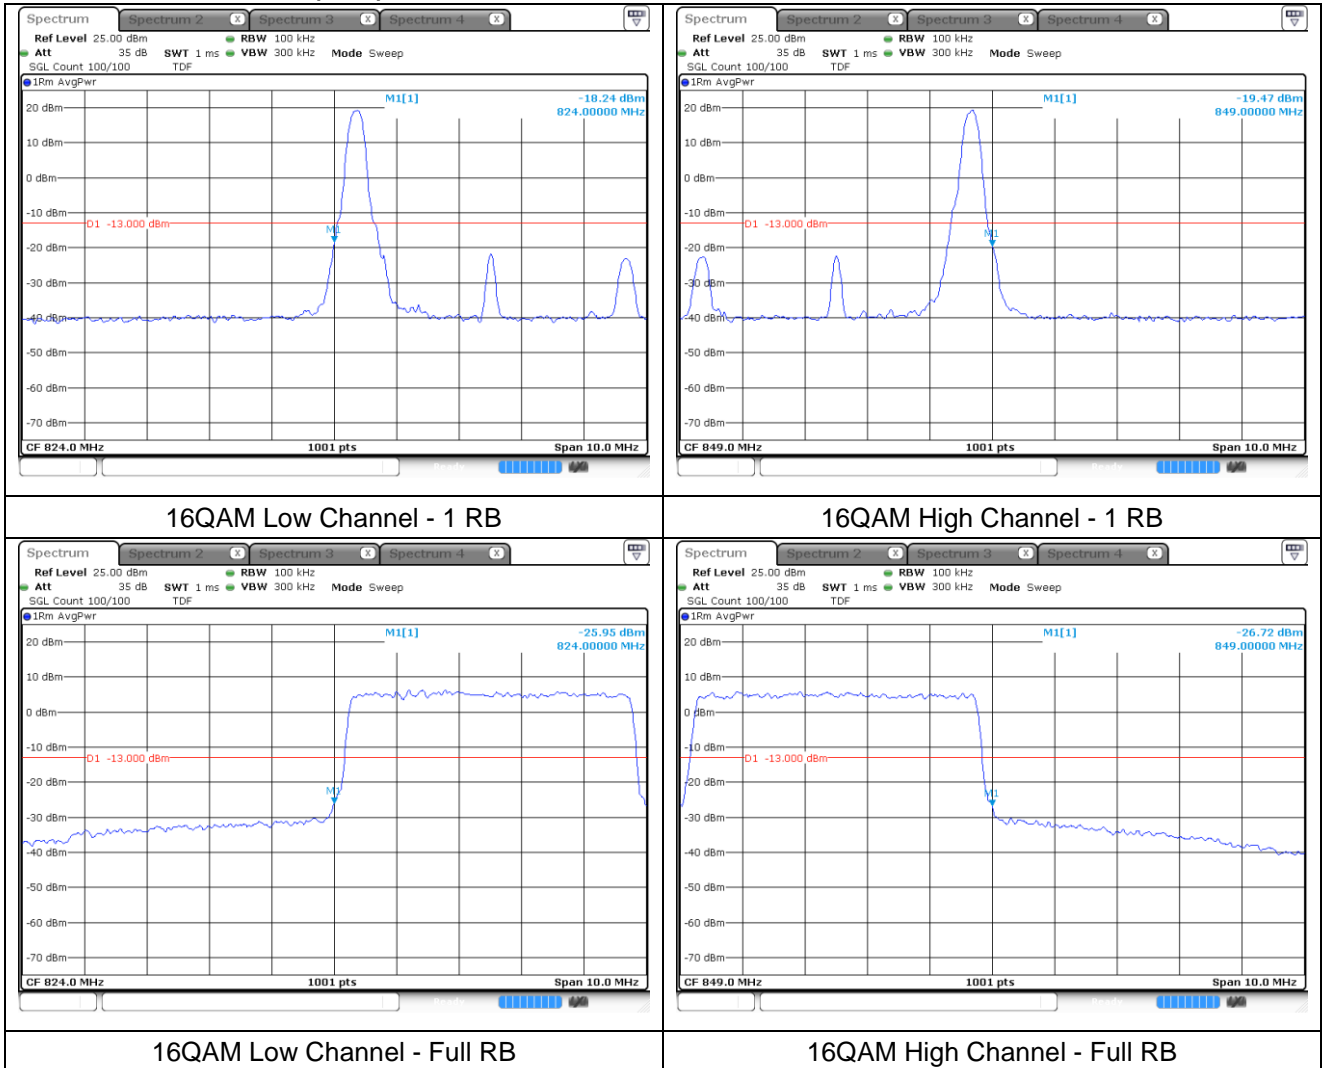 Spectrum Spectrum 2 X Spectrum 3 X Spectrum 4 X
Ref Level 25.00 dBm RBW 100 kHz
Att 35 dB SWT 1 ms VBW 300 kHz Mode Sweep
SGL Count 100/100 TDF
1Rm AvgPwr
M1[1] -18.24 dBm
824.00000 MHz
20 dBm
10 dBm
0 dBm
-10 dBm
D1 -13.000 dBm
M1
-20 dBm
-30 dBm
-40 dBm
-50 dBm
-60 dBm
-70 dBm
CF 824.0 MHz 1001 pts Span 10.0 MHz
Ready
16QAM Low Channel - 1 RB
Spectrum Spectrum 2 X Spectrum 3 X Spectrum 4 X
Ref Level 25.00 dBm RBW 100 kHz
Att 35 dB SWT 1 ms VBW 300 kHz Mode Sweep
SGL Count 100/100 TDF
1Rm AvgPwr
M1[1] -19.47 dBm
849.00000 MHz
20 dBm
10 dBm
0 dBm
-10 dBm
D1 -13.000 dBm
M1
-20 dBm
-30 dBm
-40 dBm
-50 dBm
-60 dBm
-70 dBm
CF 849.0 MHz 1001 pts Span 10.0 MHz
Ready
16QAM High Channel - 1 RB
Spectrum Spectrum 2 X Spectrum 3 X Spectrum 4 X
Ref Level 25.00 dBm RBW 100 kHz
Att 35 dB SWT 1 ms VBW 300 kHz Mode Sweep
SGL Count 100/100 TDF
1Rm AvgPwr
M1[1] -25.95 dBm
824.00000 MHz
20 dBm
10 dBm
0 dBm
-10 dBm
D1 -13.000 dBm
-20 dBm
M1
-30 dBm
-40 dBm
-50 dBm
-60 dBm
-70 dBm
CF 824.0 MHz 1001 pts Span 10.0 MHz
Ready
16QAM Low Channel - Full RB
Spectrum Spectrum 2 X Spectrum 3 X Spectrum 4 X
Ref Level 25.00 dBm RBW 100 kHz
Att 35 dB SWT 1 ms VBW 300 kHz Mode Sweep
SGL Count 100/100 TDF
1Rm AvgPwr
M1[1] -26.72 dBm
849.00000 MHz
20 dBm
10 dBm
0 dBm
-10 dBm
D1 -13.000 dBm
-20 dBm
M1
-30 dBm
-40 dBm
-50 dBm
-60 dBm
-70 dBm
CF 849.0 MHz 1001 pts Span 10.0 MHz
Ready
16QAM High Channel - Full RB